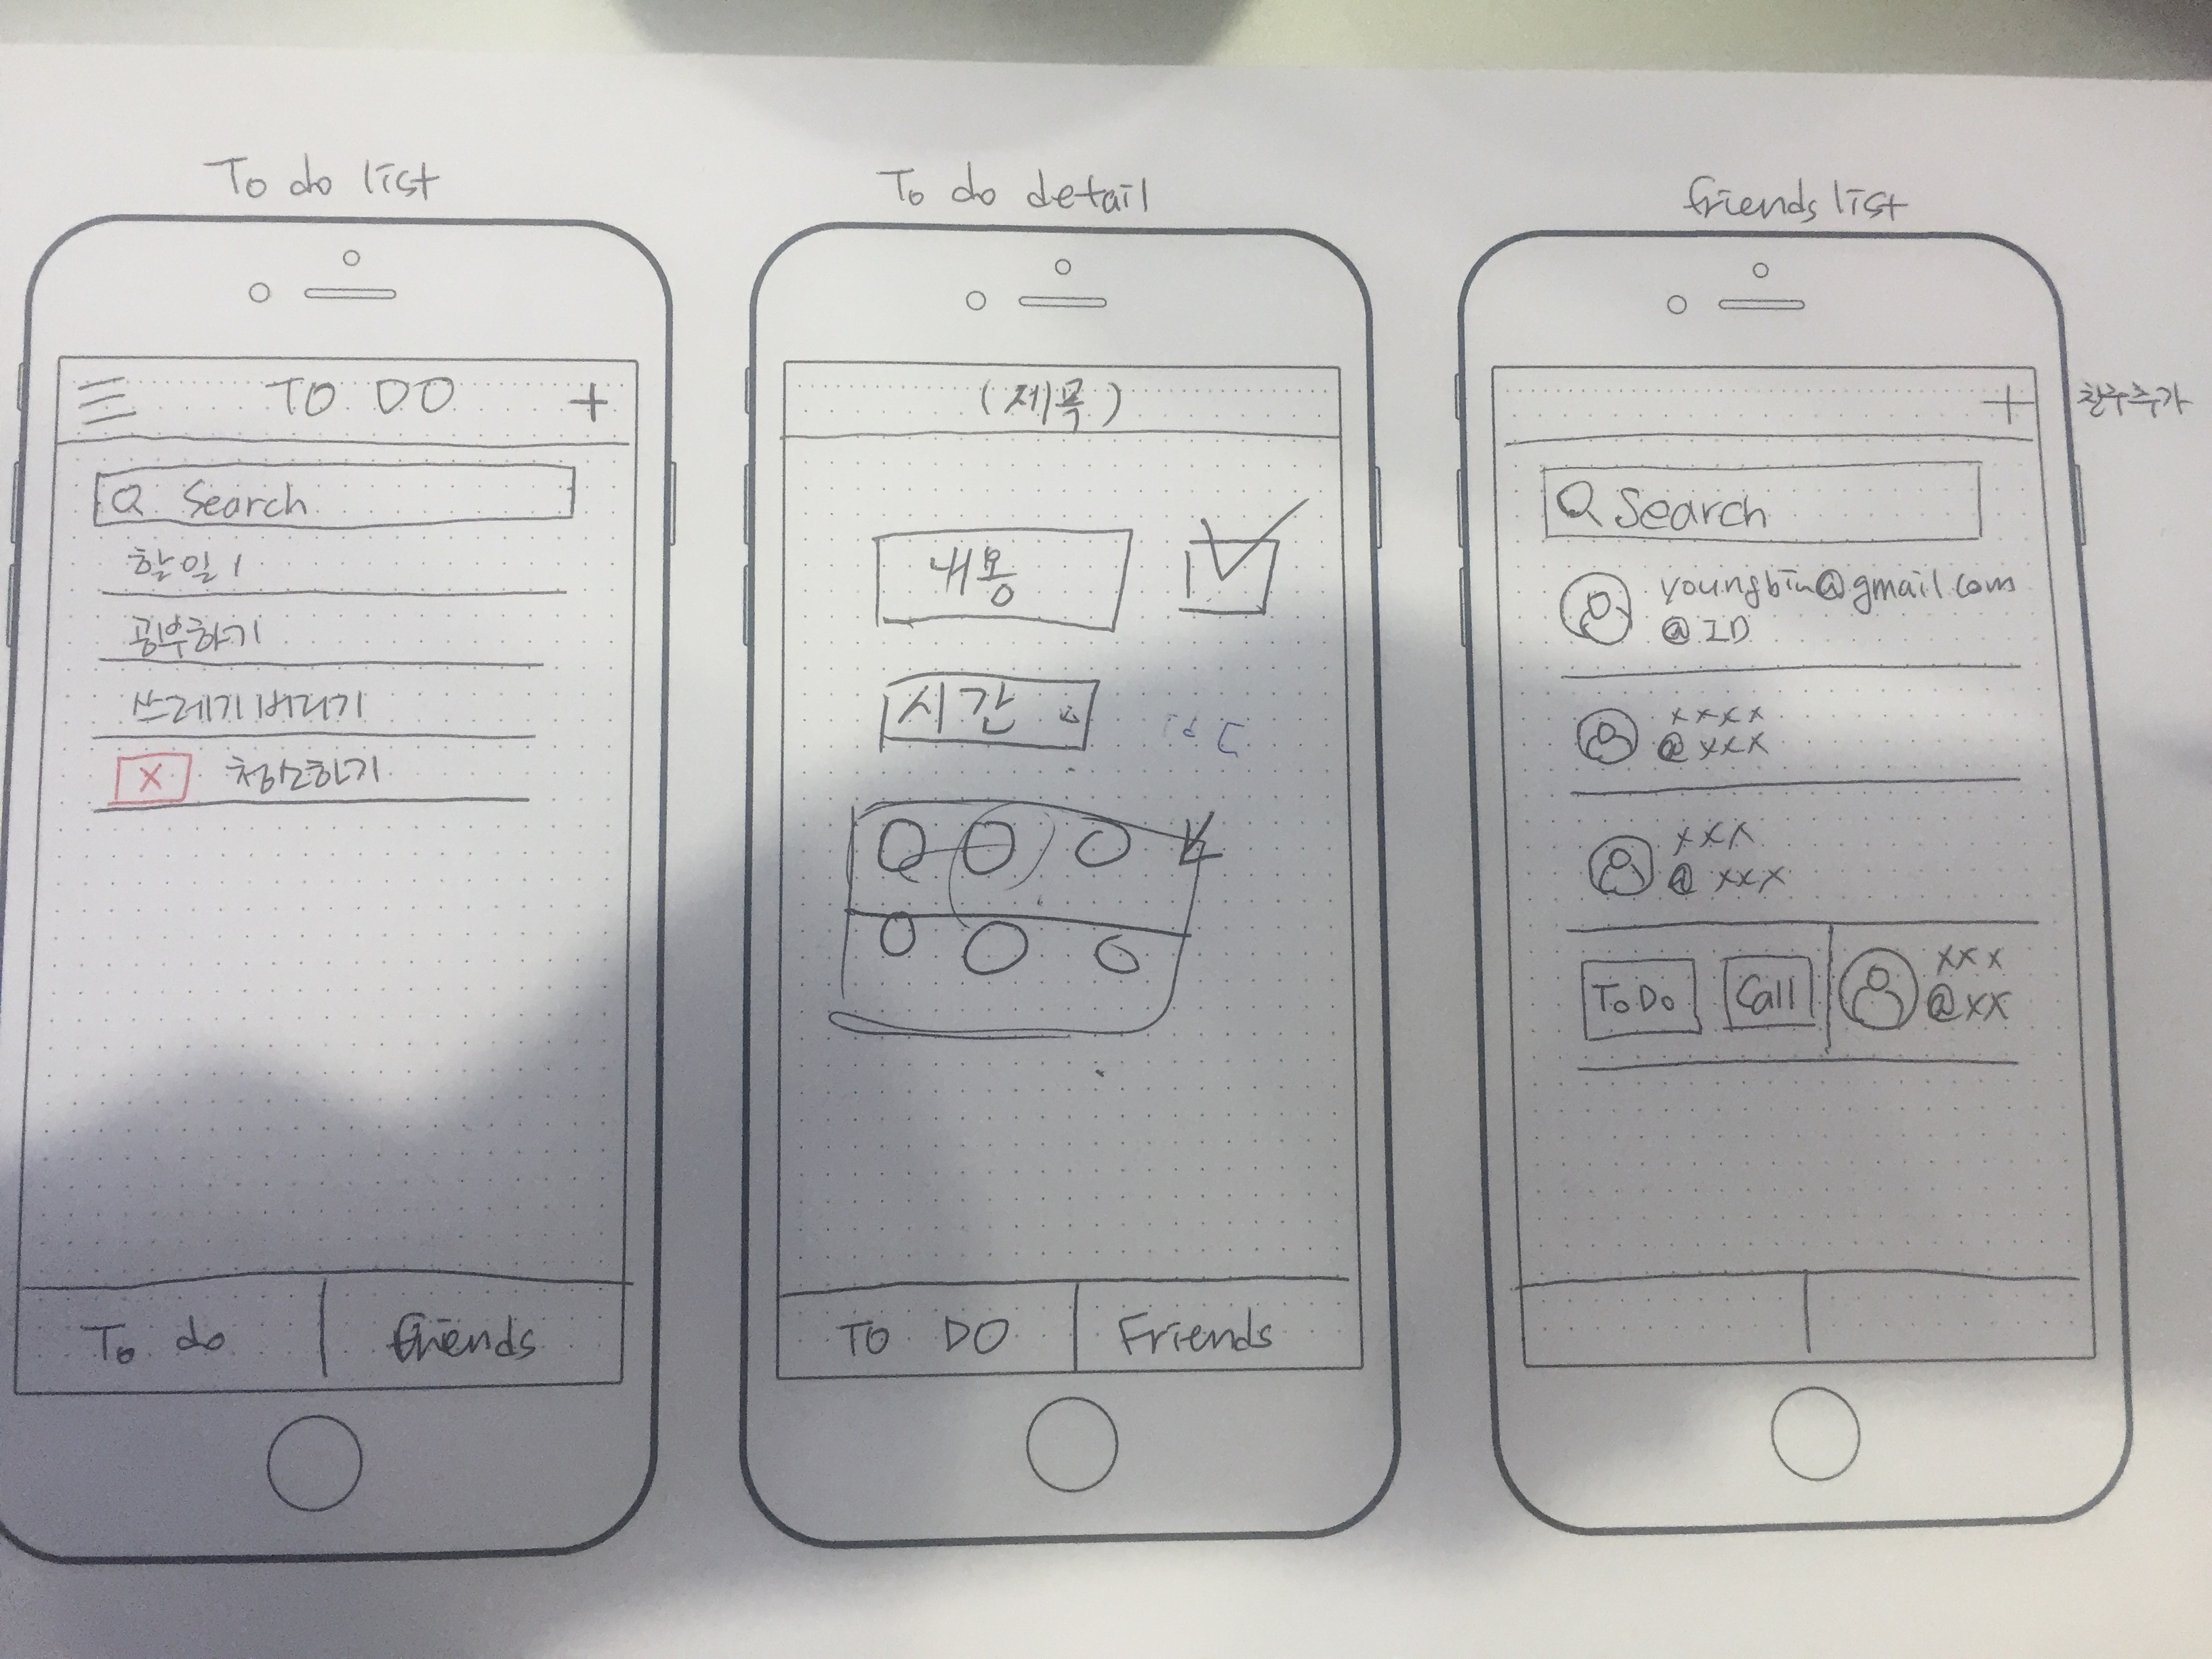 To do list
TO DO +
Search
할일 1
공부하기
쓰레기 버리기
X 청소하기
To do
Friends
To do detail
(제목)
내용
시간
TO DO
Friends
friends list
+ 친구추가
Search
youngbin@gmail.com
@ ID
xxxx
@ xxx
xxx
@ xxx
To Do
Call
xxx
@xx